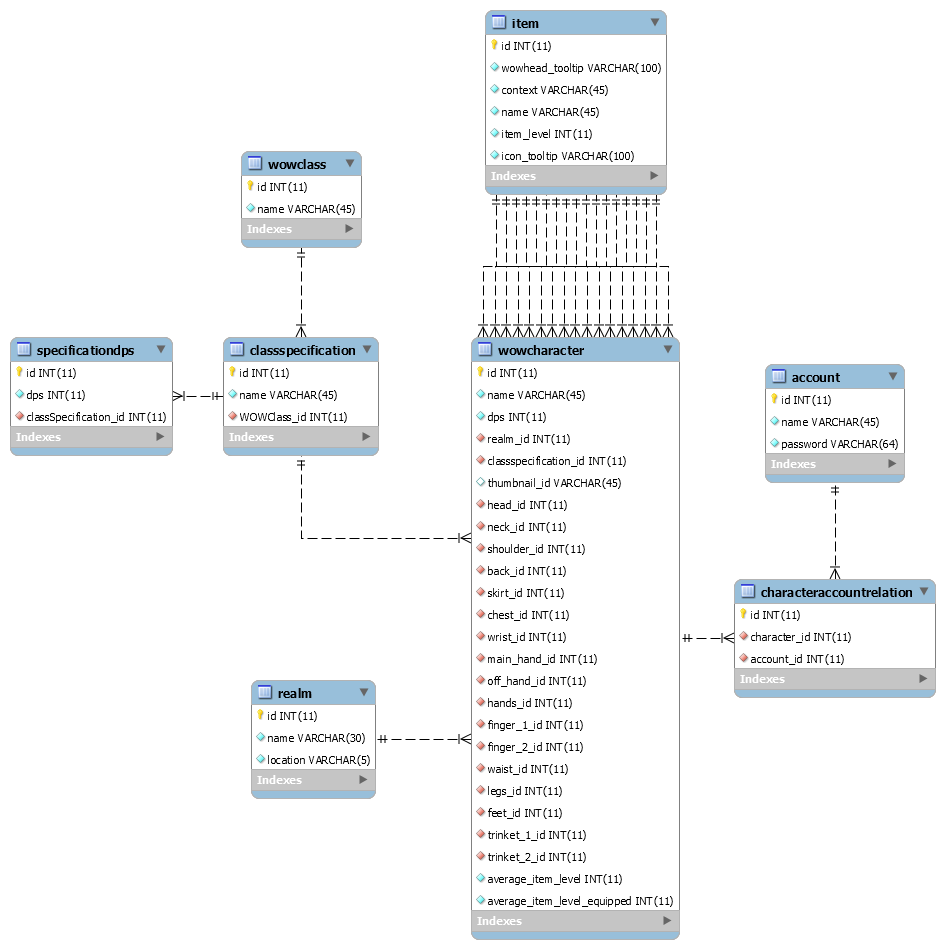 item
id INT(11)
wowhead_tooltip VARCHAR(100)
context VARCHAR(45)
name VARCHAR(45)
item_level INT(11)
icon_tooltip VARCHAR(100)
Indexes
wowclass
id INT(11)
name VARCHAR(45)
Indexes
specificationdps
id INT(11)
dps INT(11)
classSpecification_id INT(11)
Indexes
classspecification
id INT(11)
name VARCHAR(45)
WOWClass_id INT(11)
Indexes
wowcharacter
id INT(11)
name VARCHAR(45)
dps INT(11)
realm_id INT(11)
classspecification_id INT(11)
thumbnail_id VARCHAR(45)
head_id INT(11)
neck_id INT(11)
shoulder_id INT(11)
back_id INT(11)
skirt_id INT(11)
chest_id INT(11)
wrist_id INT(11)
main_hand_id INT(11)
off_hand_id INT(11)
hands_id INT(11)
finger_1_id INT(11)
finger_2_id INT(11)
waist_id INT(11)
legs_id INT(11)
feet_id INT(11)
trinket_1_id INT(11)
trinket_2_id INT(11)
average_item_level INT(11)
average_item_level_equipped INT(11)
Indexes
account
id INT(11)
name VARCHAR(45)
password VARCHAR(64)
Indexes
characteraccountrelation
id INT(11)
character_id INT(11)
account_id INT(11)
Indexes
realm
id INT(11)
name VARCHAR(30)
location VARCHAR(5)
Indexes